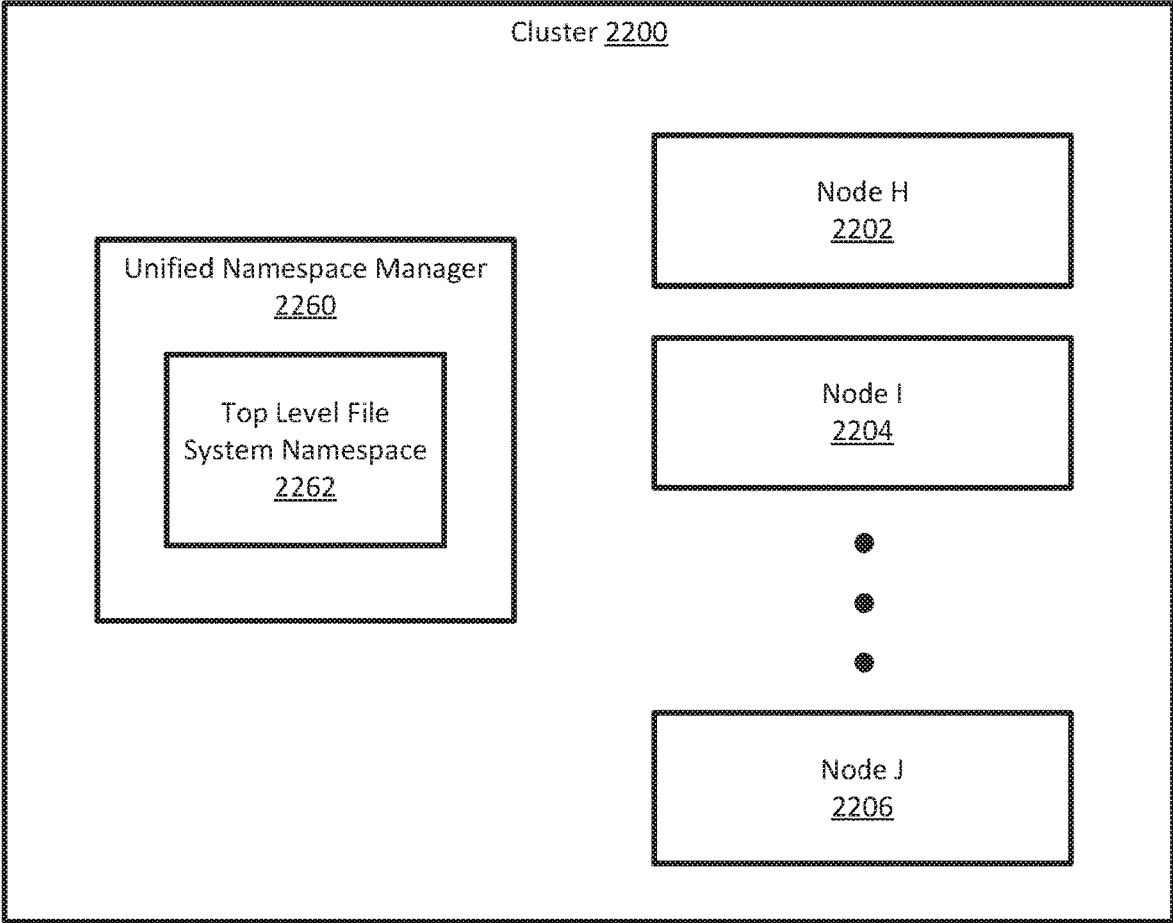 Cluster 2200
Unified Namespace Manager
2260
Top Level File
System Namespace
2262
Node H
2202
Node I
2204
Node J
2206